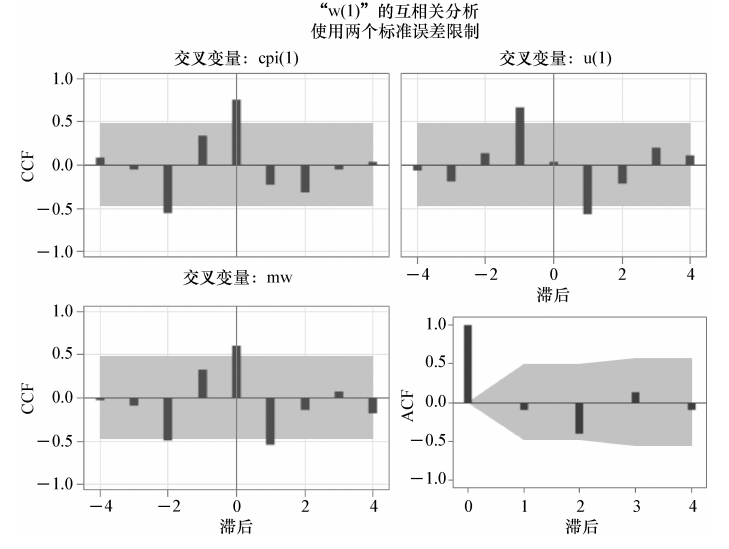 “w(1)”的互相关分析
使用两个标准误差限制
交叉变量：cpi(1)
交叉变量：u(1)
CCF
1.0
0.5
0.0
−0.5
−1.0
−4
−2
0
2
4
滞后
交叉变量：mw
CCF
1.0
0.5
0.0
−0.5
−1.0
−4
−2
0
2
4
滞后
ACF
1.0
0.5
0.0
−0.5
−1.0
0
1
2
3
4
滞后